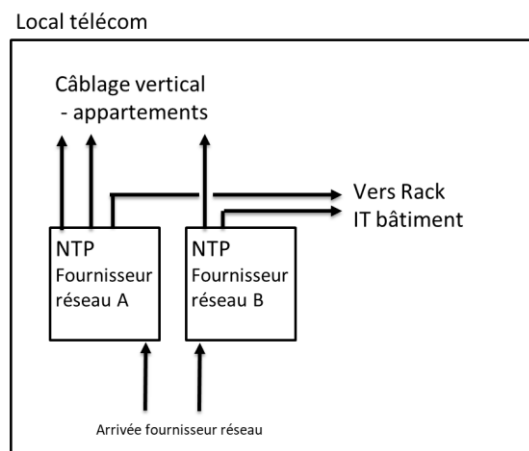 Local télécom
Câblage vertical
- appartements
Vers Rack
IT bâtiment
NTP
Fournisseur
réseau A
NTP
Fournisseur
réseau B
Arrivée fournisseur réseau